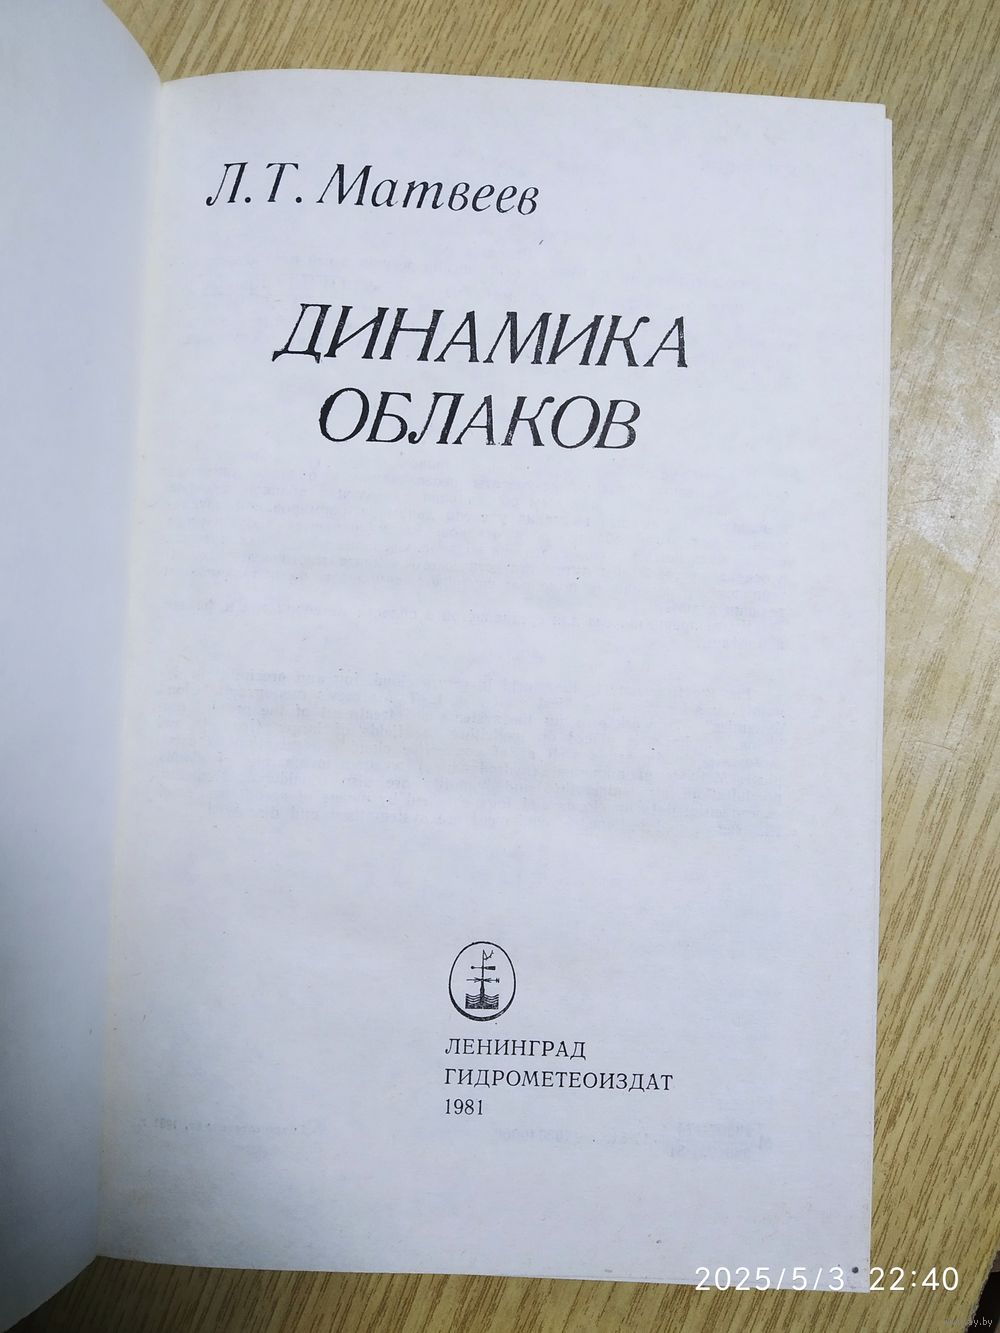 Л. Т. Матвеев
ДИНАМИКА
ОБЛАКОВ
ЛЕНИНГРАД
ГИДРОМЕТЕОИЗДАТ
1981
2025/5/3 22:40